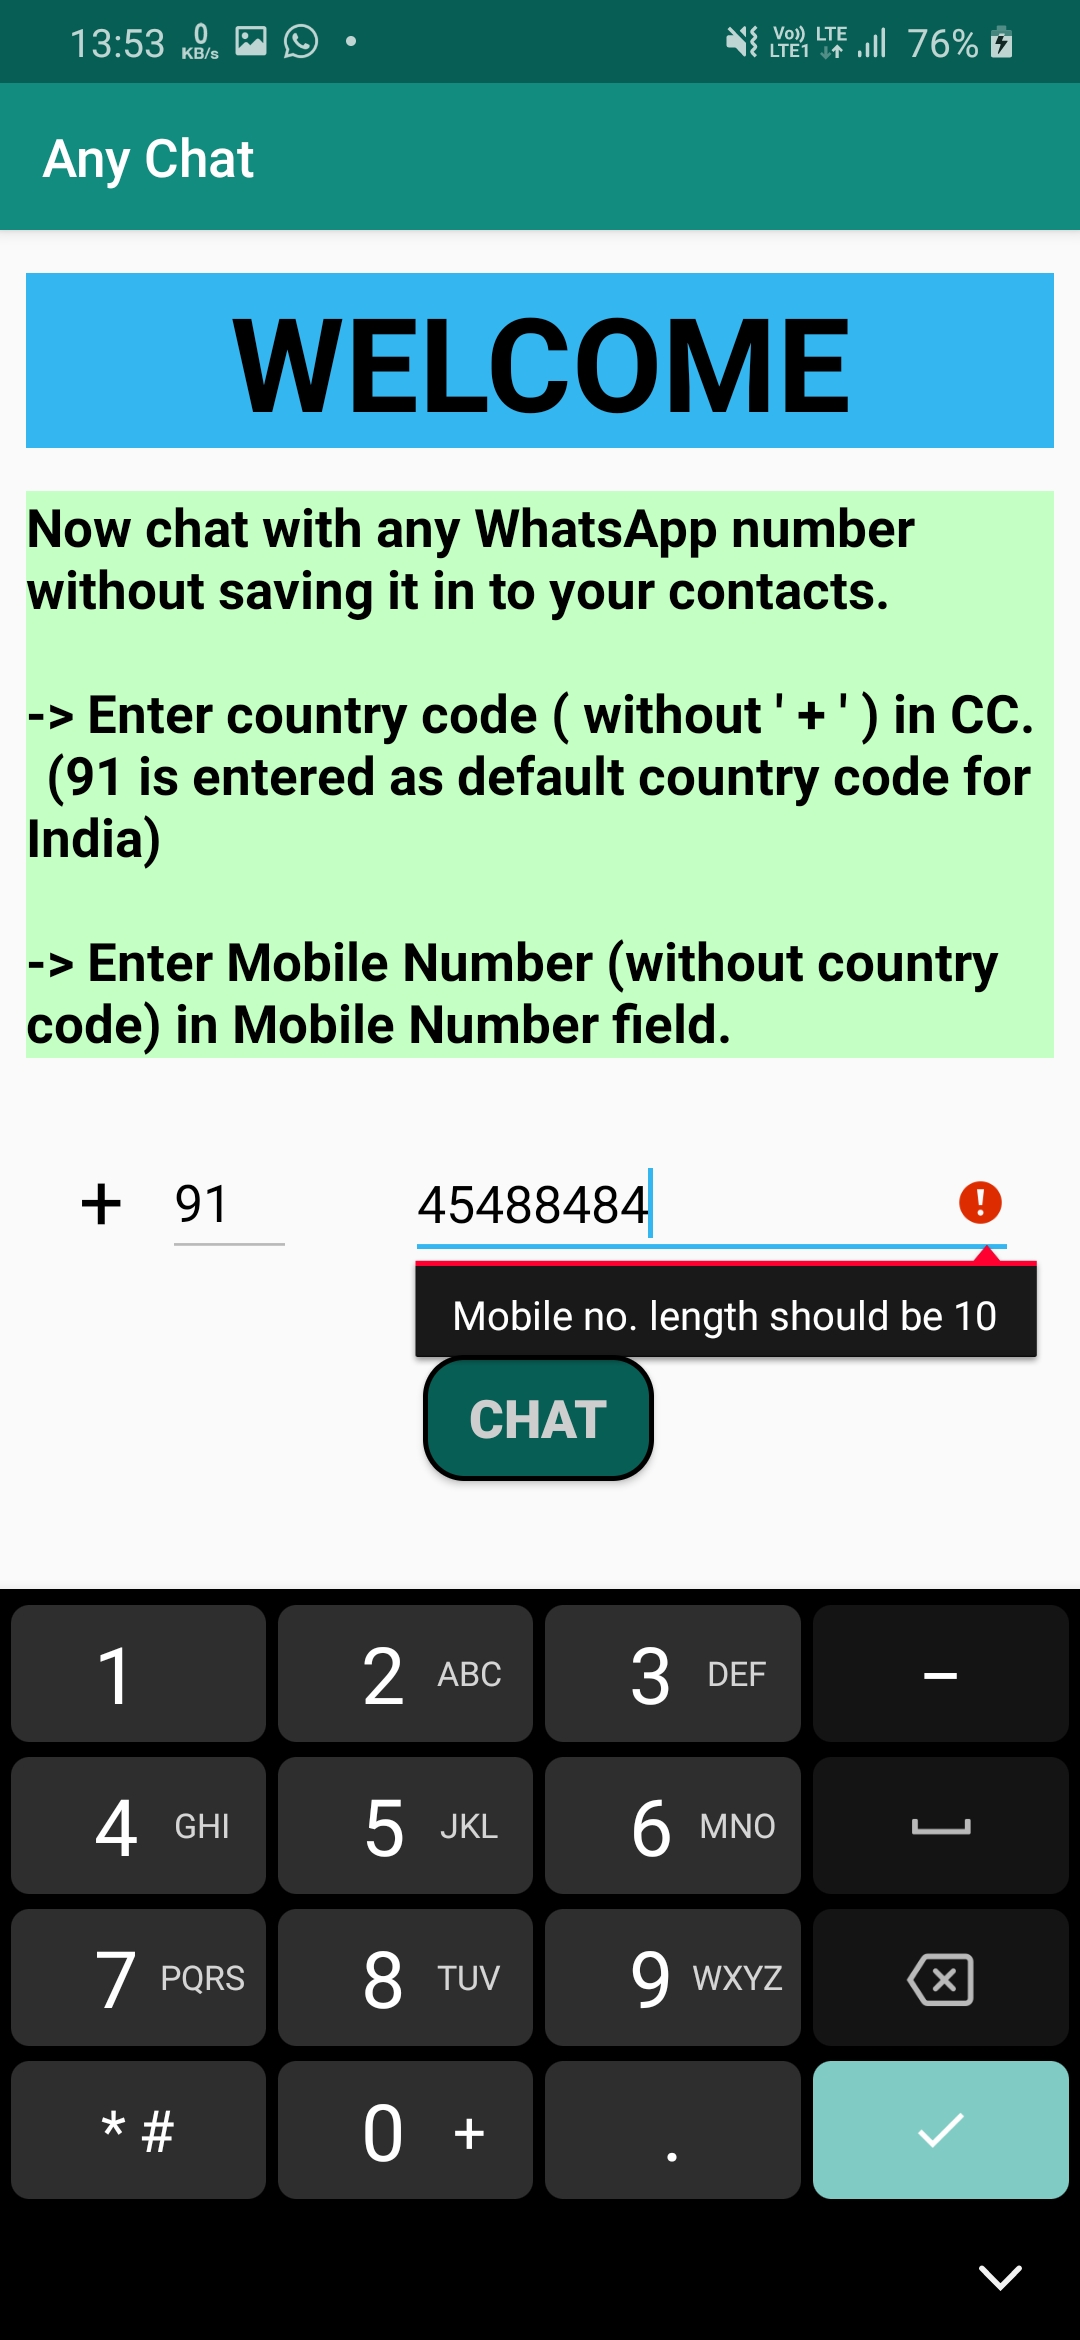 13:53 0 KB/s Vo)) LTE LTE1 76%
Any Chat
WELCOME
Now chat with any WhatsApp number
without saving it in to your contacts.
-> Enter country code ( without ' + ' ) in CC.
(91 is entered as default country code for
India)
-> Enter Mobile Number (without country
code) in Mobile Number field.
+ 91 45488484
Mobile no. length should be 10
CHAT
1 2 ABC 3 DEF –
4 GHI 5 JKL 6 MNO
7 PQRS 8 TUV 9 WXYZ
* # 0 + .